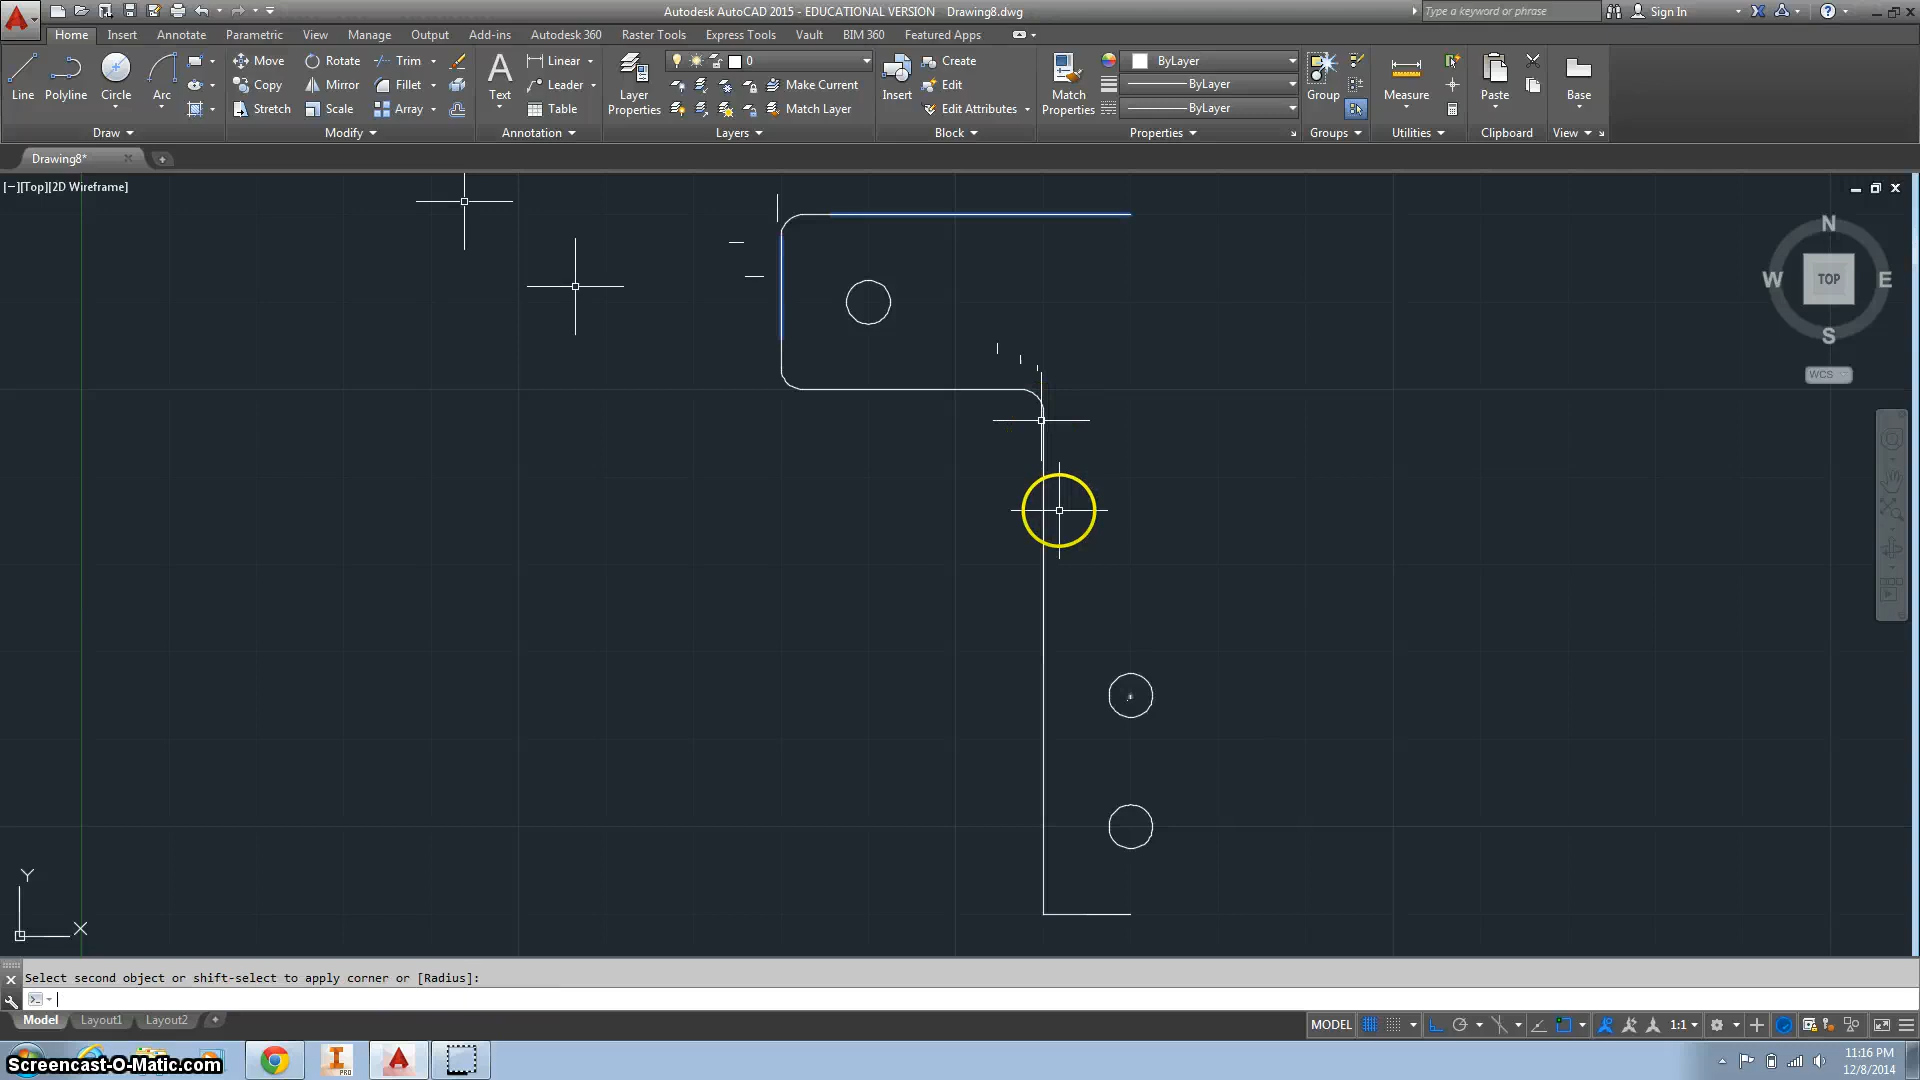 Autodesk AutoCAD 2015 - EDUCATIONAL VERSION Drawing8.dwg
Type a keyword or phrase
Sign In
Home Insert Annotate Parametric View Manage Output Add-ins Autodesk 360 Raster Tools Express Tools Vault BIM 360 Featured Apps
Line Polyline Circle Arc
Draw
Move Rotate Trim
Copy Mirror Fillet
Stretch Scale Array
Modify
Text
Linear
Leader
Table
Annotation
Layer Properties
0
Make Current
Match Layer
Layers
Insert
Create
Edit
Edit Attributes
Block
Match Properties
ByLayer
ByLayer
ByLayer
Properties
Group
Groups
Measure
Utilities
Paste
Clipboard
Base
View
Drawing8*
[−][Top][2D Wireframe]
N
W TOP E
S
WCS
Y
X
Select second object or shift-select to apply corner or [Radius]:
Model Layout1 Layout2
MODEL 1:1
PRO
Screencast-O-Matic.com
11:16 PM
12/8/2014